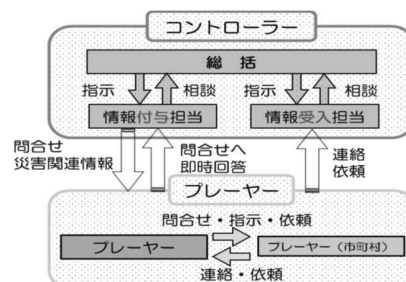 コントローラー
総 括
指示
相談
指示
相談
情報付与担当
情報受入担当
問合せ
災害関連情報
問合せへ
即時回答
連絡
依頼
プレーヤー
問合せ・指示・依頼
プレーヤー
プレーヤー（市町村）
連絡・依頼